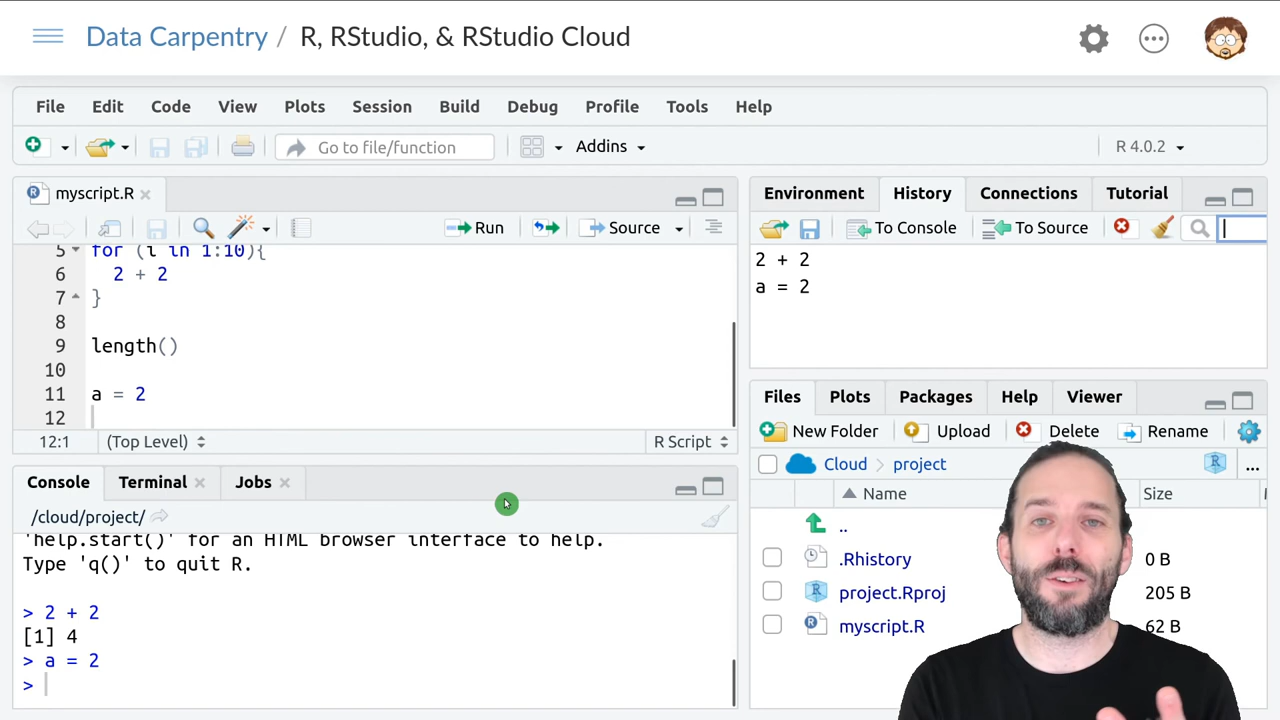 Data Carpentry / R, RStudio, & RStudio Cloud
File Edit Code View Plots Session Build Debug Profile Tools Help
Go to file/function Addins R 4.0.2
myscript.R
Run Source
5 for (i in 1:10){
6 2 + 2
7 }
8
9 length()
10
11 a = 2
12
12:1 (Top Level) R Script
Console Terminal Jobs
/cloud/project/
'help.start()' for an HTML browser interface to help.
Type 'q()' to quit R.
> 2 + 2
[1] 4
> a = 2
>
Environment History Connections Tutorial
To Console To Source
2 + 2
a = 2
Files Plots Packages Help Viewer
New Folder Upload Delete Rename
Cloud project R ...
Name Size
..
.Rhistory 0 B
project.Rproj 205 B
myscript.R 62 B